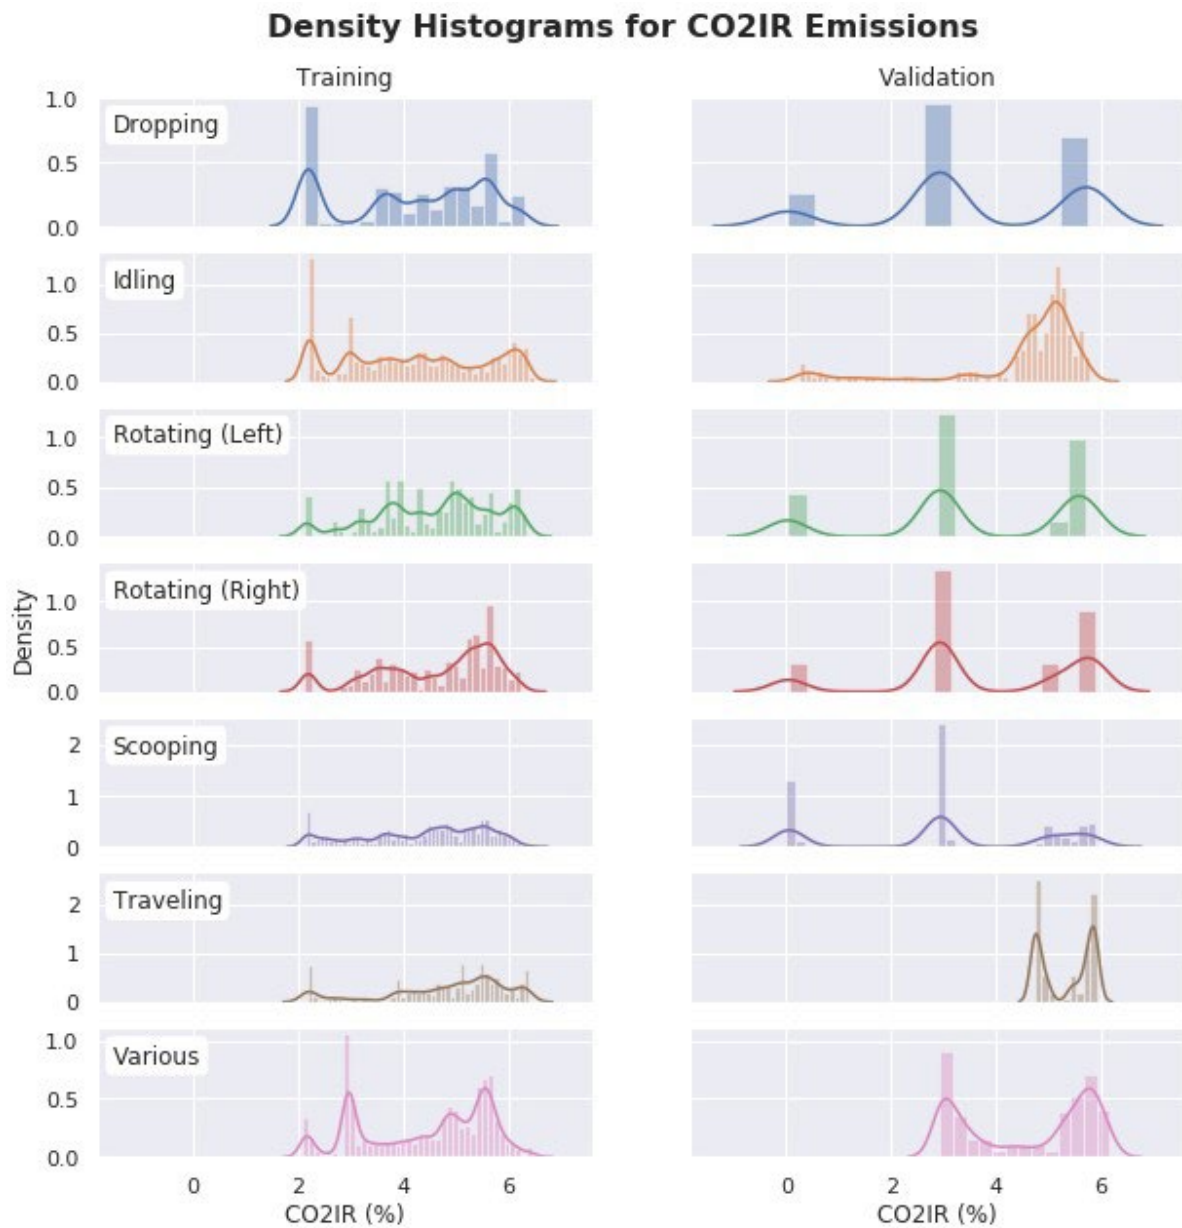 Density Histograms for CO2IR Emissions
Training Validation
1.0
Dropping
0.5
0.0
Idling
1.0
0.5
0.0
Rotating (Left)
1.0
0.5
0.0
Density
Rotating (Right)
1.0
0.5
0.0
Scooping
2
1
0
Traveling
2
1
0
Various
1.0
0.5
0.0
0 2 4 6 0 2 4 6
CO2IR (%) CO2IR (%)